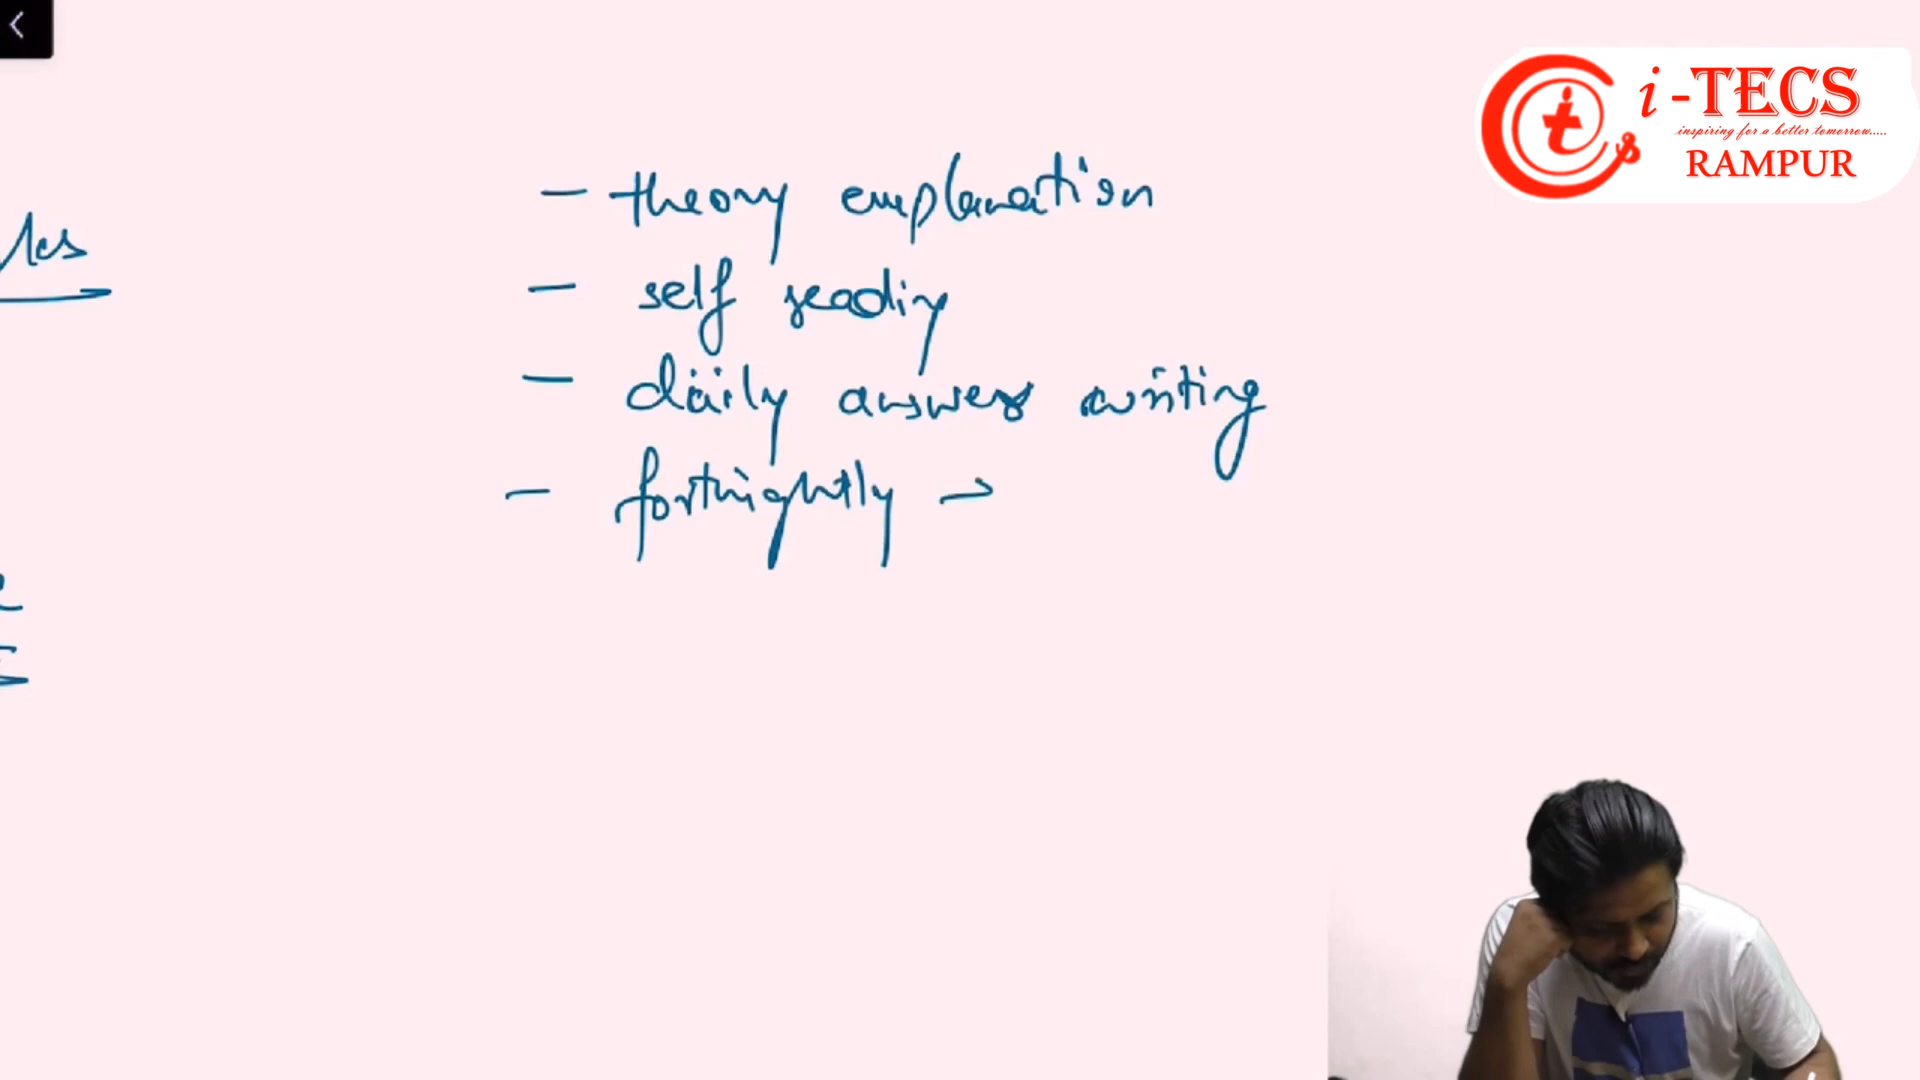 i-TECS
inspiring for a better tomorrow.....
RAMPUR
- theory explanation
- self reading
- daily answer writing
- fortnightly →